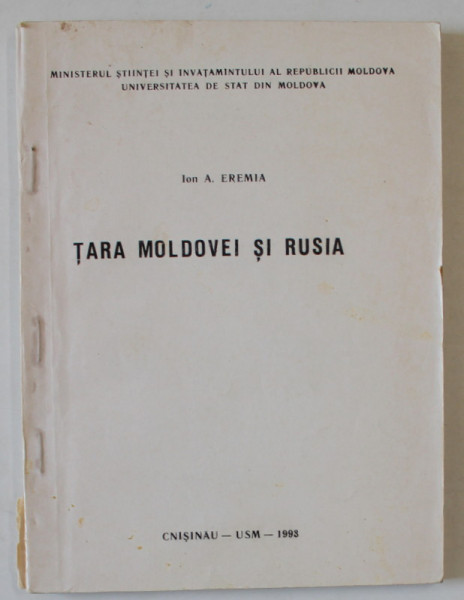 MINISTERUL ŞTIINŢEI ŞI INVAŢAMINTULUI AL REPUBLICII MOLDOVA
UNIVERSITATEA DE STAT DIN MOLDOVA
Ion A. EREMIA
ŢARA MOLDOVEI ŞI RUSIA
CNIŞINAU — USM — 1993